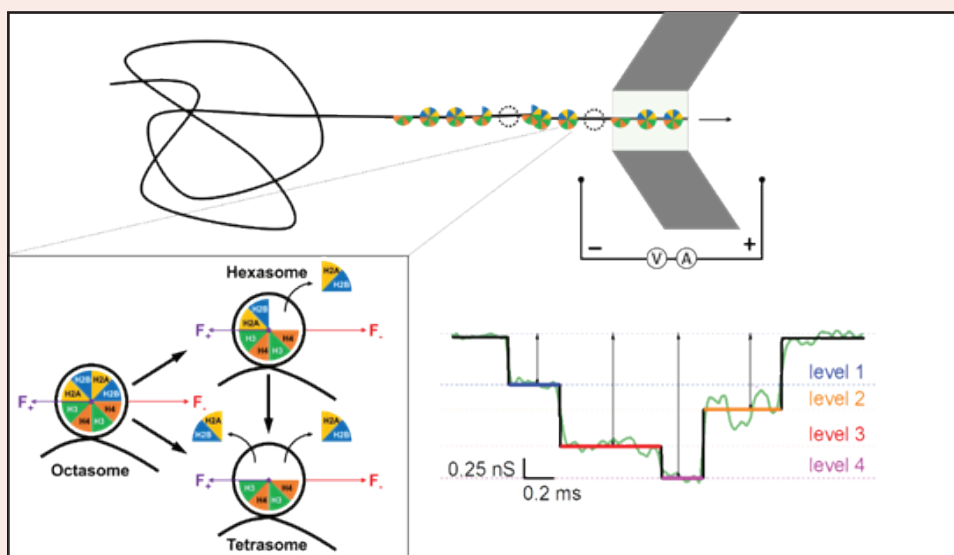 −
+
V A
Hexasome
H2A
H2B
H2B
H2A
H3
H4
H4
H3
F+
F-
H2B
H2A
H2A
H2B
H3
H4
H4
H3
F+
F-
Octasome
H2A
H2B
H2A
H2B
H3
H4
H4
H3
F+
F-
Tetrasome
level 1
level 2
level 3
level 4
0.25 nS
0.2 ms